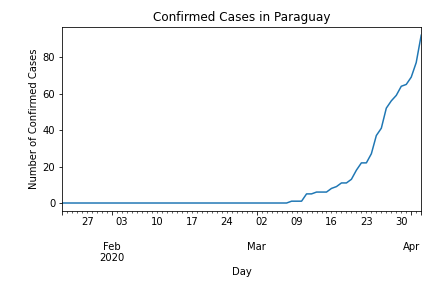 Confirmed Cases in Paraguay
Number of Confirmed Cases
80
60
40
20
0
27 03 10 17 24 02 09 16 23 30
Feb Mar Apr
2020
Day